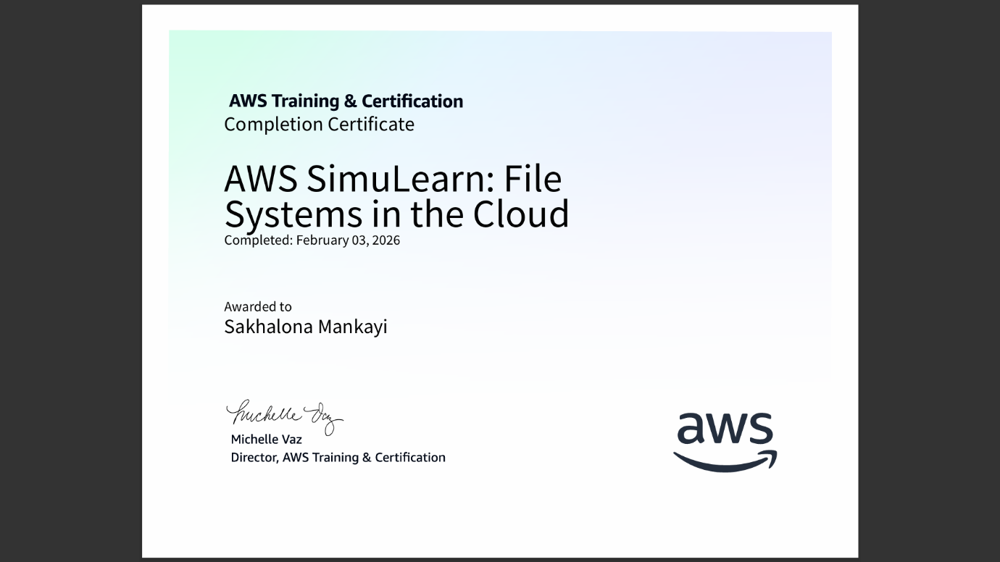 AWS Training & Certification
Completion Certificate
AWS SimuLearn: File
Systems in the Cloud
Completed: February 03, 2026
Awarded to
Sakhalona Mankayi
Michelle Vaz
Michelle Vaz
Director, AWS Training & Certification
aws